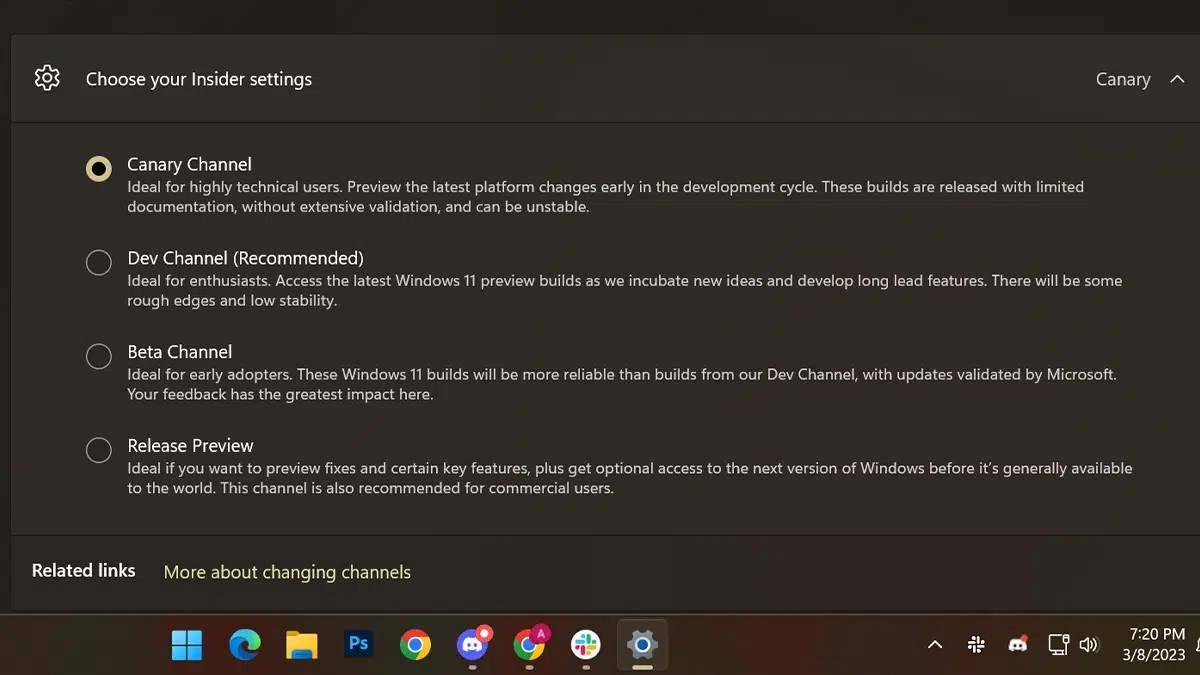 Choose your Insider settings
Canary
Canary Channel
Ideal for highly technical users. Preview the latest platform changes early in the development cycle. These builds are released with limited
documentation, without extensive validation, and can be unstable.
Dev Channel (Recommended)
Ideal for enthusiasts. Access the latest Windows 11 preview builds as we incubate new ideas and develop long lead features. There will be some
rough edges and low stability.
Beta Channel
Ideal for early adopters. These Windows 11 builds will be more reliable than builds from our Dev Channel, with updates validated by Microsoft.
Your feedback has the greatest impact here.
Release Preview
Ideal if you want to preview fixes and certain key features, plus get optional access to the next version of Windows before it’s generally available
to the world. This channel is also recommended for commercial users.
Related links
More about changing channels
Ps
A
7:20 PM
3/8/2023